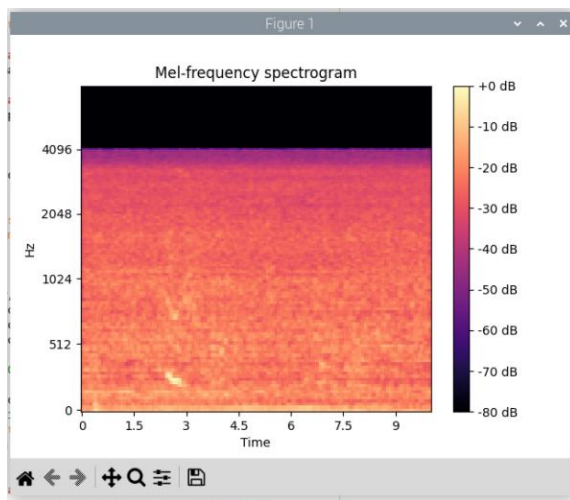 Figure 1
Mel-frequency spectrogram
+0 dB
-10 dB
-20 dB
-30 dB
-40 dB
-50 dB
-60 dB
-70 dB
-80 dB
4096
2048
1024
512
0
Hz
0 1.5 3 4.5 6 7.5 9
Time